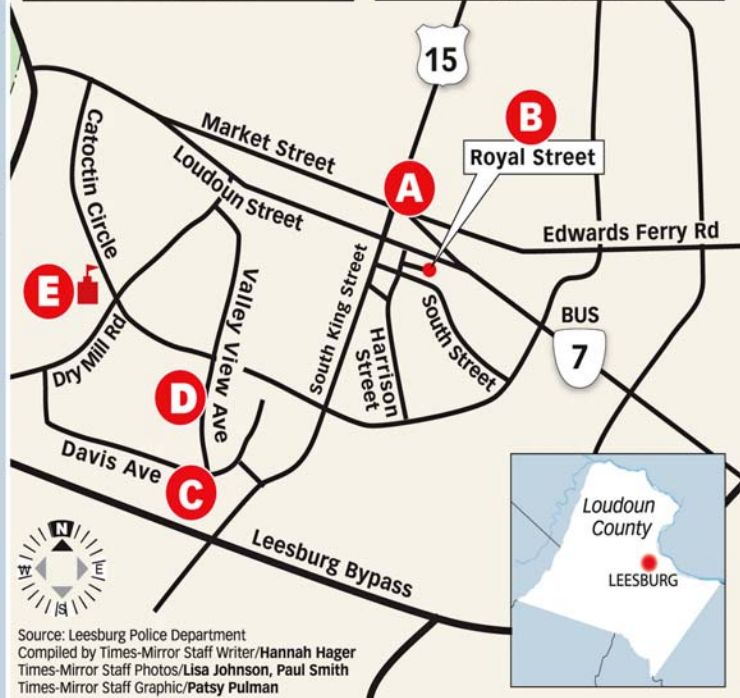 15
B
Royal Street
Market Street
A
Catoctin Circle
Loudoun Street
Edwards Ferry Rd
E
Valley View Ave
South King Street
BUS
7
South Street
Harrison
Street
Dry Mill Rd
D
Davis Ave
C
Leesburg Bypass
Loudoun
County
LEESBURG
N
W
E
S
Source: Leesburg Police Department
Compiled by Times-Mirror Staff Writer/Hannah Hager
Times-Mirror Staff Photos/Lisa Johnson, Paul Smith
Times-Mirror Staff Graphic/Patsy Pulman